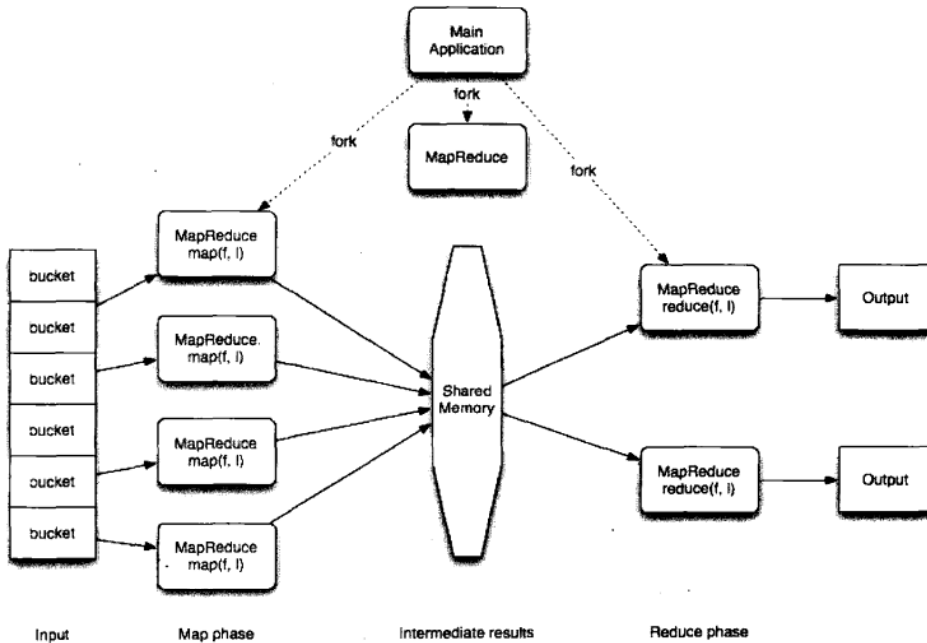 Main
Application
fork
fork
fork
MapReduce
MapReduce
map(f, l)
bucket
bucket
bucket
bucket
bucket
bucket
MapReduce.
map(f, l)
MapReduce
map(f, l)
MapReduce
map(f, l)
Shared
Memory
MapReduce
reduce(f, l)
Output
MapReduce
reduce(f, l)
Output
Input
Map phase
Intermediate results
Reduce phase